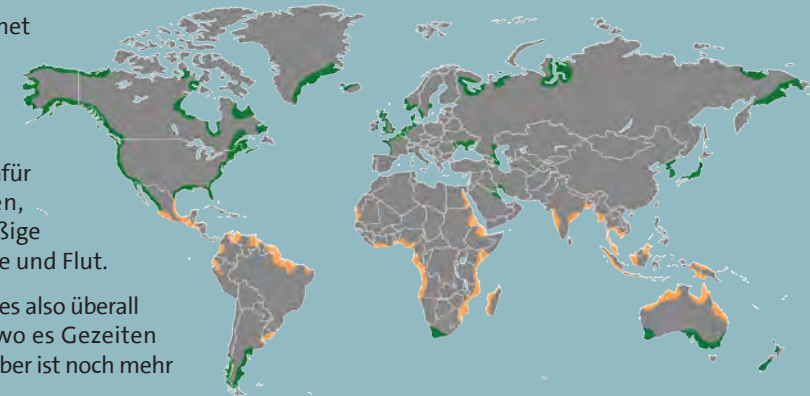 net
für
en,
ßige
e und Flut.
es also überall
wo es Gezeiten
ber ist noch mehr